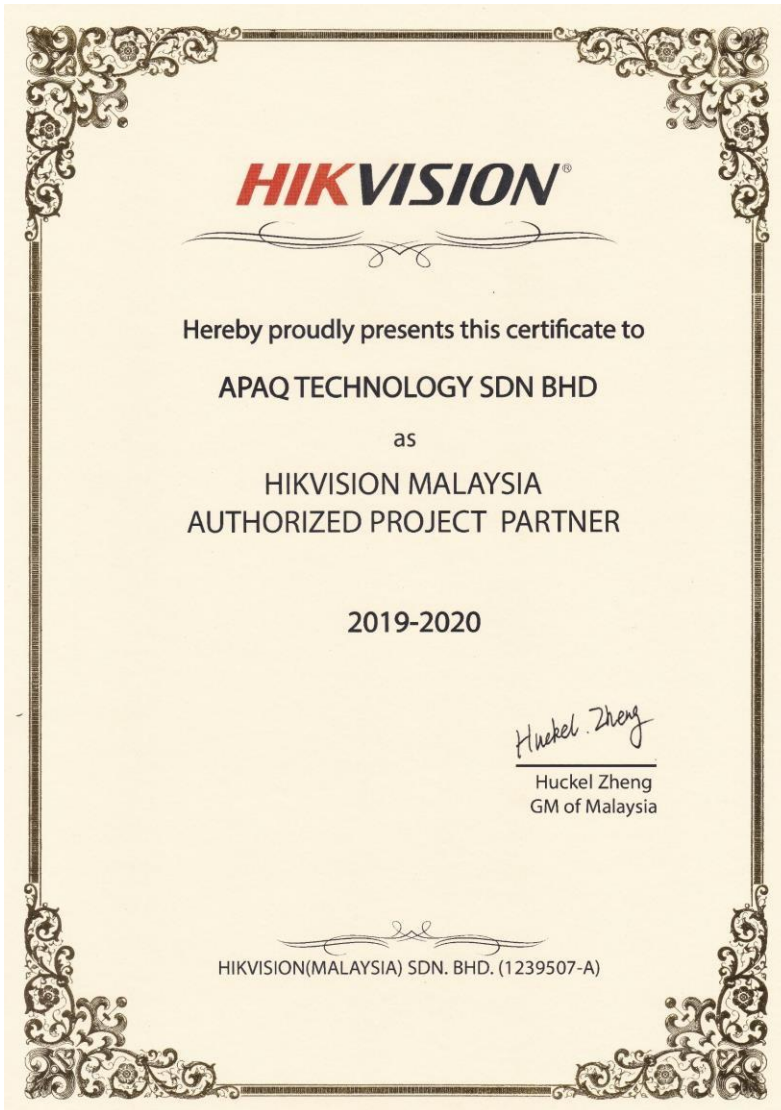 HIKVISION®
Hereby proudly presents this certificate to
APAQ TECHNOLOGY SDN BHD
as
HIKVISION MALAYSIA
AUTHORIZED PROJECT PARTNER
2019-2020
Huckel. Zheng
Huckel Zheng
GM of Malaysia
HIKVISION(MALAYSIA) SDN. BHD. (1239507-A)